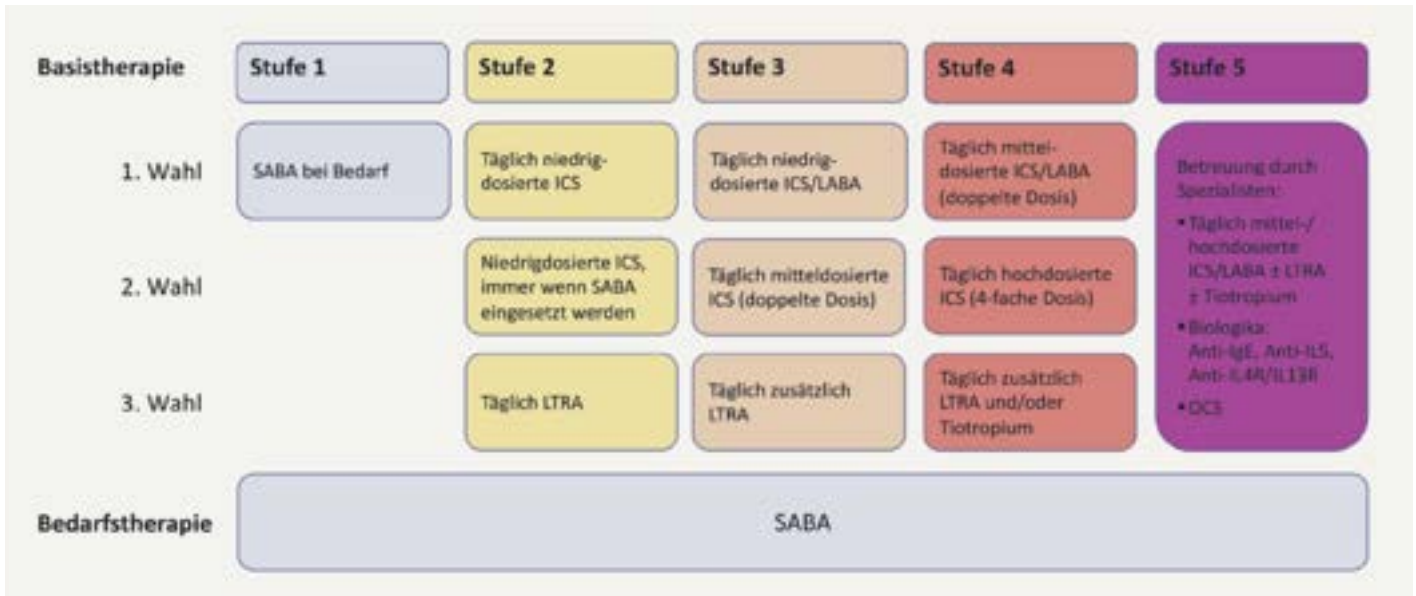 Basistherapie
Stufe 1
Stufe 2
Stufe 3
Stufe 4
Stufe 5
1. Wahl
SABA bei Bedarf
Täglich niedrig-
dosierte ICS
Täglich niedrig-
dosierte ICS/LABA
Täglich mittel-
dosierte ICS/LABA
(doppelte Dosis)
2. Wahl
Niedrigdosierte ICS,
immer wenn SABA
eingesetzt werden
Täglich mitteldosierte
ICS (doppelte Dosis)
Täglich hochdosierte
ICS (4-fache Dosis)
3. Wahl
Täglich LTRA
Täglich zusätzlich
LTRA
Täglich zusätzlich
LTRA und/oder
Tiotropium
Betreuung durch
Spezialisten:
▪ Täglich mittel-/
hochdosierte
ICS/LABA ± LTRA
± Tiotropium
▪ Biologika:
Anti-IgE, Anti-IL5,
Anti-IL4R/IL13R
▪ OCS
Bedarfstherapie
SABA